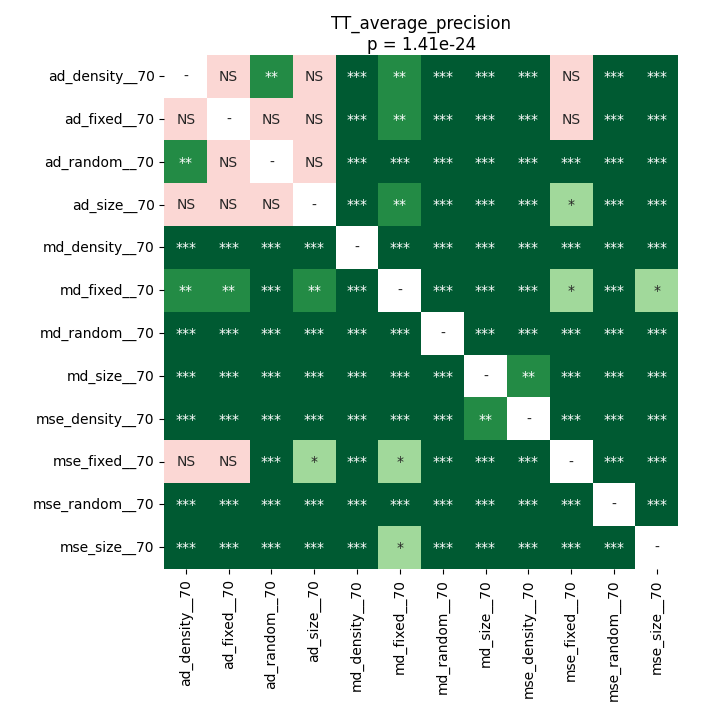 TT_average_precision
p = 1.41e-24
ad_density__70 - NS ** NS *** ** *** *** *** NS *** ***
ad_fixed__70 NS - NS NS *** ** *** *** *** NS *** ***
ad_random__70 ** NS - NS *** *** *** *** *** *** *** ***
ad_size__70 NS NS NS - *** ** *** *** *** * *** ***
md_density__70 *** *** *** *** - *** *** *** *** *** *** ***
md_fixed__70 ** ** *** ** *** - *** *** *** * *** *
md_random__70 *** *** *** *** *** *** - *** *** *** *** ***
md_size__70 *** *** *** *** *** *** *** - ** *** *** ***
mse_density__70 *** *** *** *** *** *** *** ** - *** *** ***
mse_fixed__70 NS NS *** * *** * *** *** *** - *** ***
mse_random__70 *** *** *** *** *** *** *** *** *** *** - ***
mse_size__70 *** *** *** *** *** * *** *** *** *** *** -
ad_density__70
ad_fixed__70
ad_random__70
ad_size__70
md_density__70
md_fixed__70
md_random__70
md_size__70
mse_density__70
mse_fixed__70
mse_random__70
mse_size__70